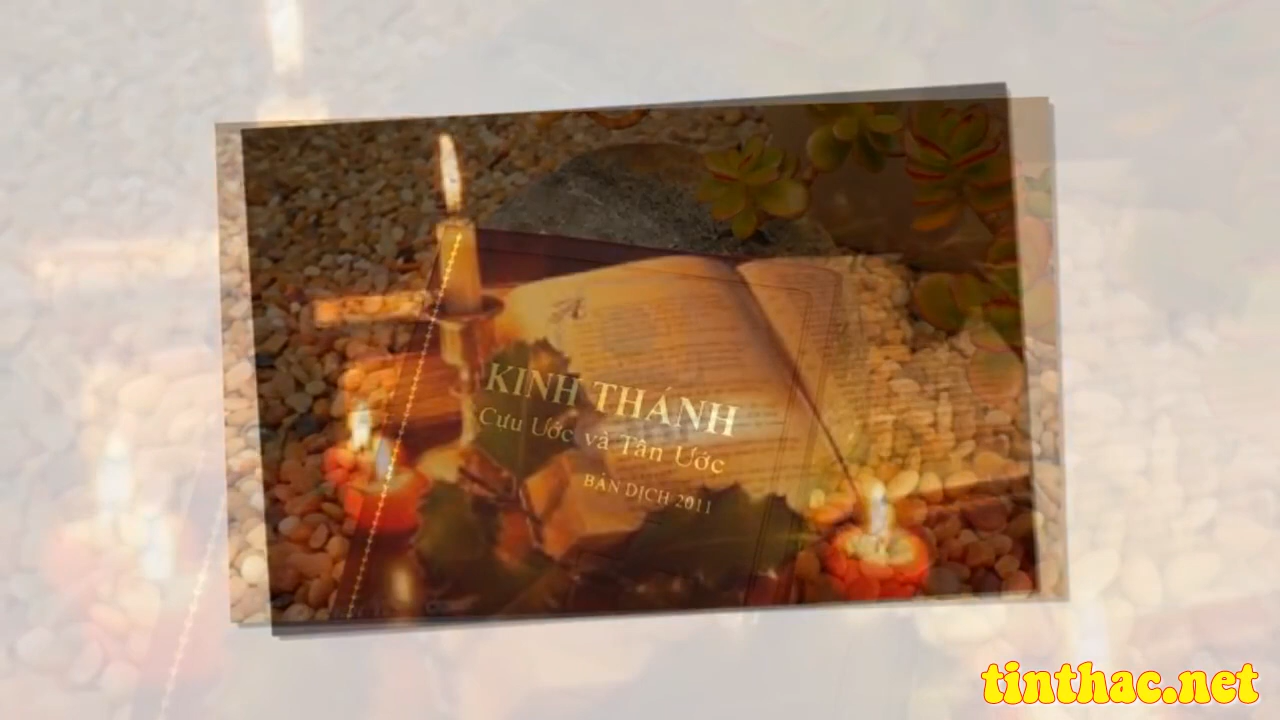 KINH THÁNH
Cựu Ước và Tân Ước
BẢN DỊCH 2011
tinthac.net